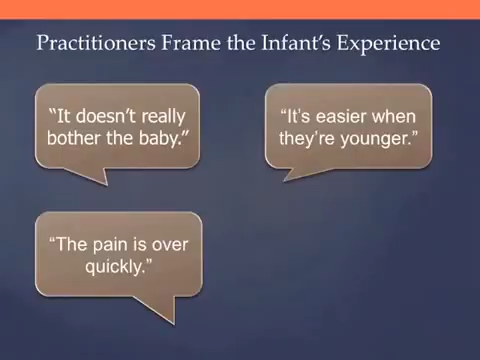 Practitioners Frame the Infant’s Experience
“It doesn’t really
bother the baby.”
“It’s easier when
they’re younger.”
“The pain is over
quickly.”